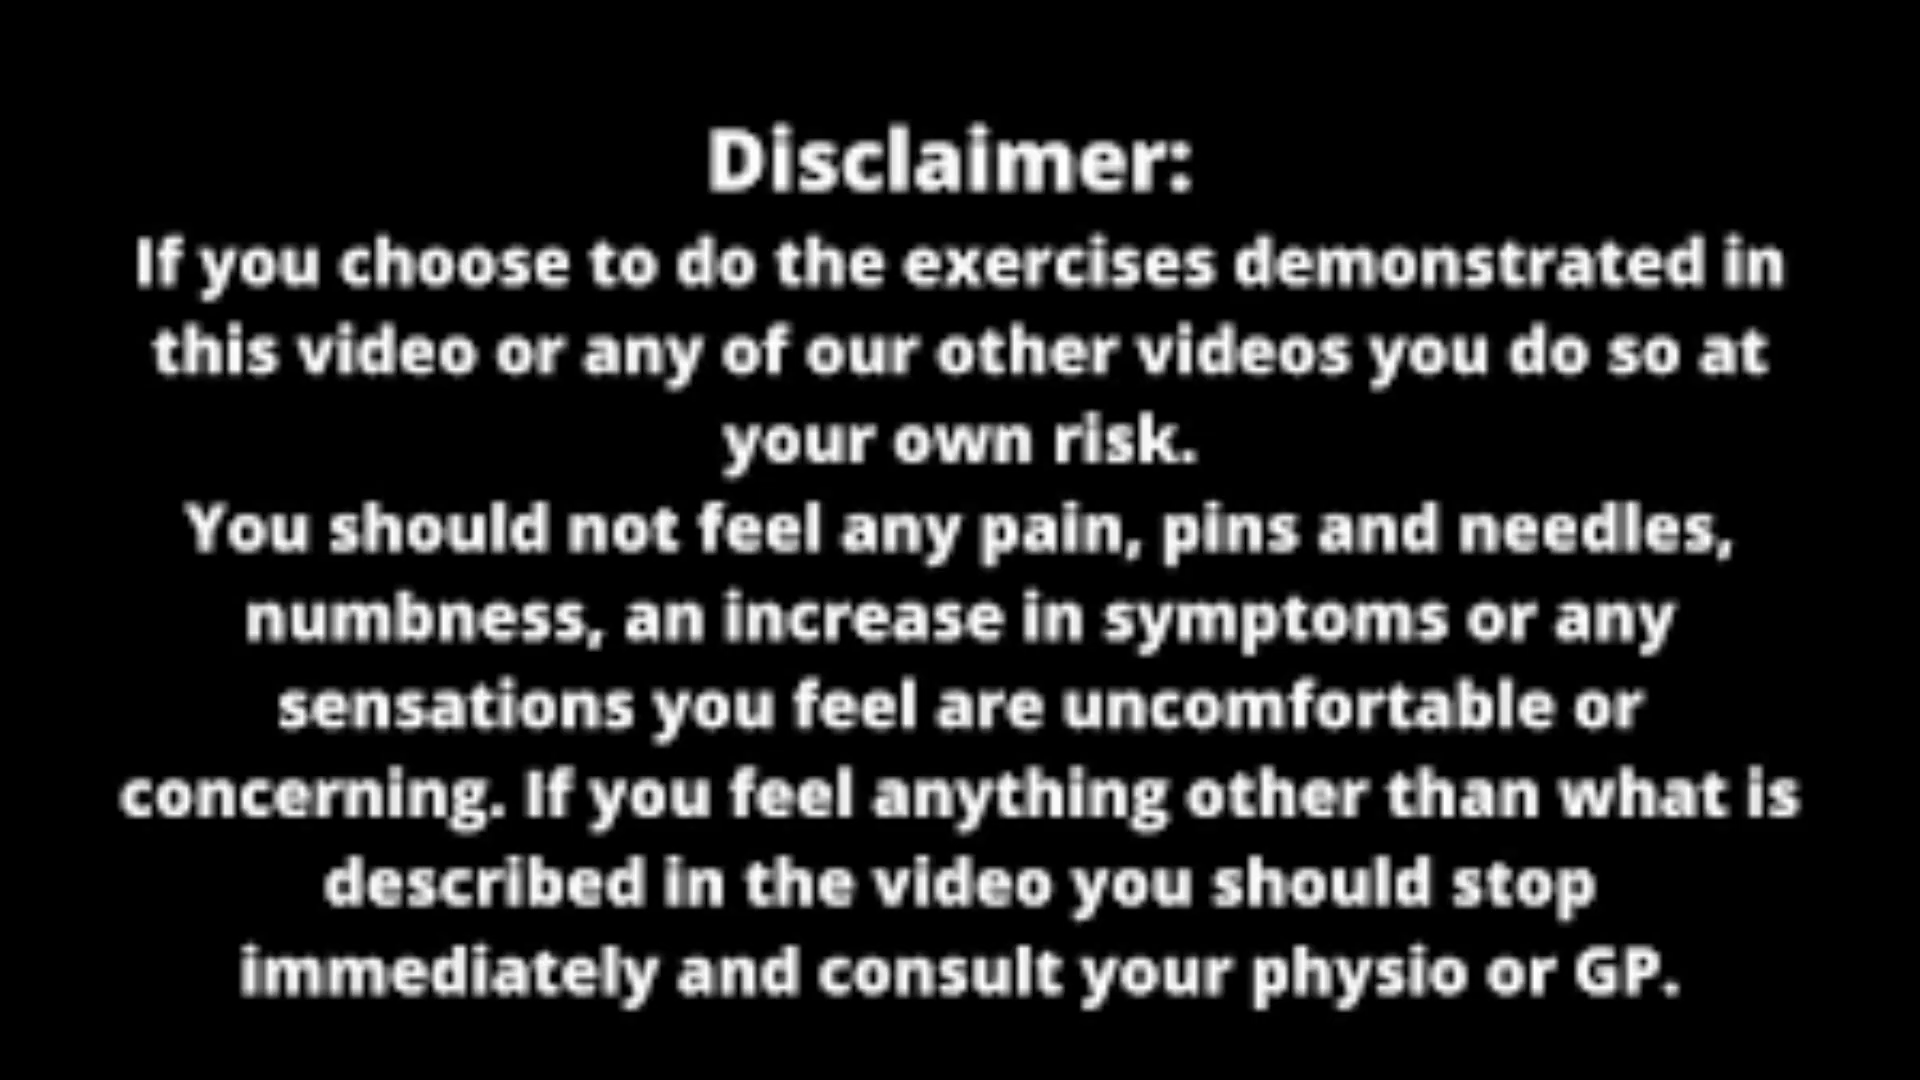 Disclaimer:
If you choose to do the exercises demonstrated in
this video or any of our other videos you do so at
your own risk.
You should not feel any pain, pins and needles,
numbness, an increase in symptoms or any
sensations you feel are uncomfortable or
concerning. If you feel anything other than what is
described in the video you should stop
immediately and consult your physio or GP.